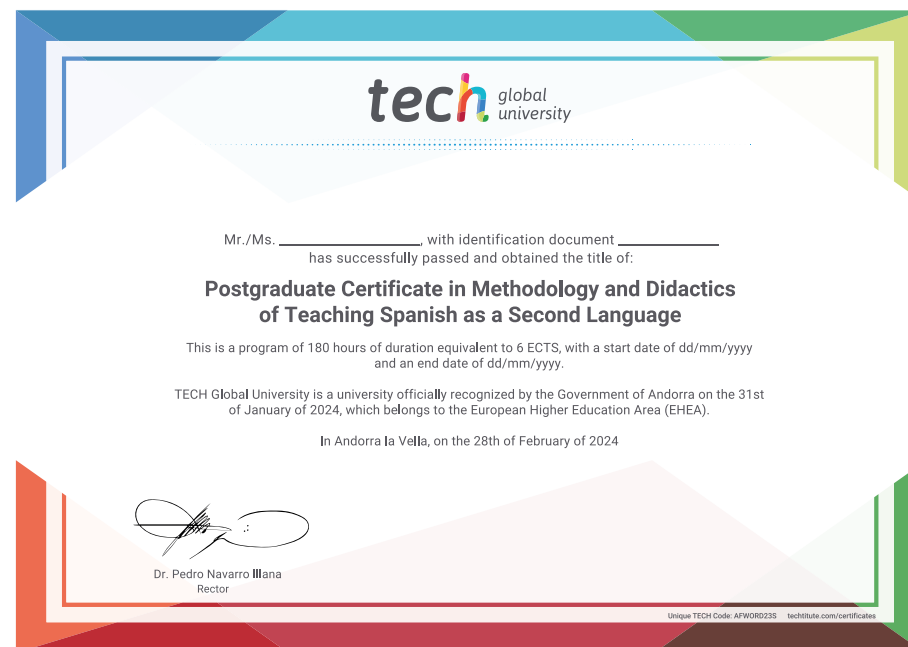 tech global
university
Mr./Ms. ____________________, with identification document ______________
has successfully passed and obtained the title of:
Postgraduate Certificate in Methodology and Didactics
of Teaching Spanish as a Second Language
This is a program of 180 hours of duration equivalent to 6 ECTS, with a start date of dd/mm/yyyy
and an end date of dd/mm/yyyy.
TECH Global University is a university officially recognized by the Government of Andorra on the 31st
of January of 2024, which belongs to the European Higher Education Area (EHEA).
In Andorra la Vella, on the 28th of February of 2024
Dr. Pedro Navarro Illana
Rector
Unique TECH Code: AFWORD23S techtitute.com/certificates